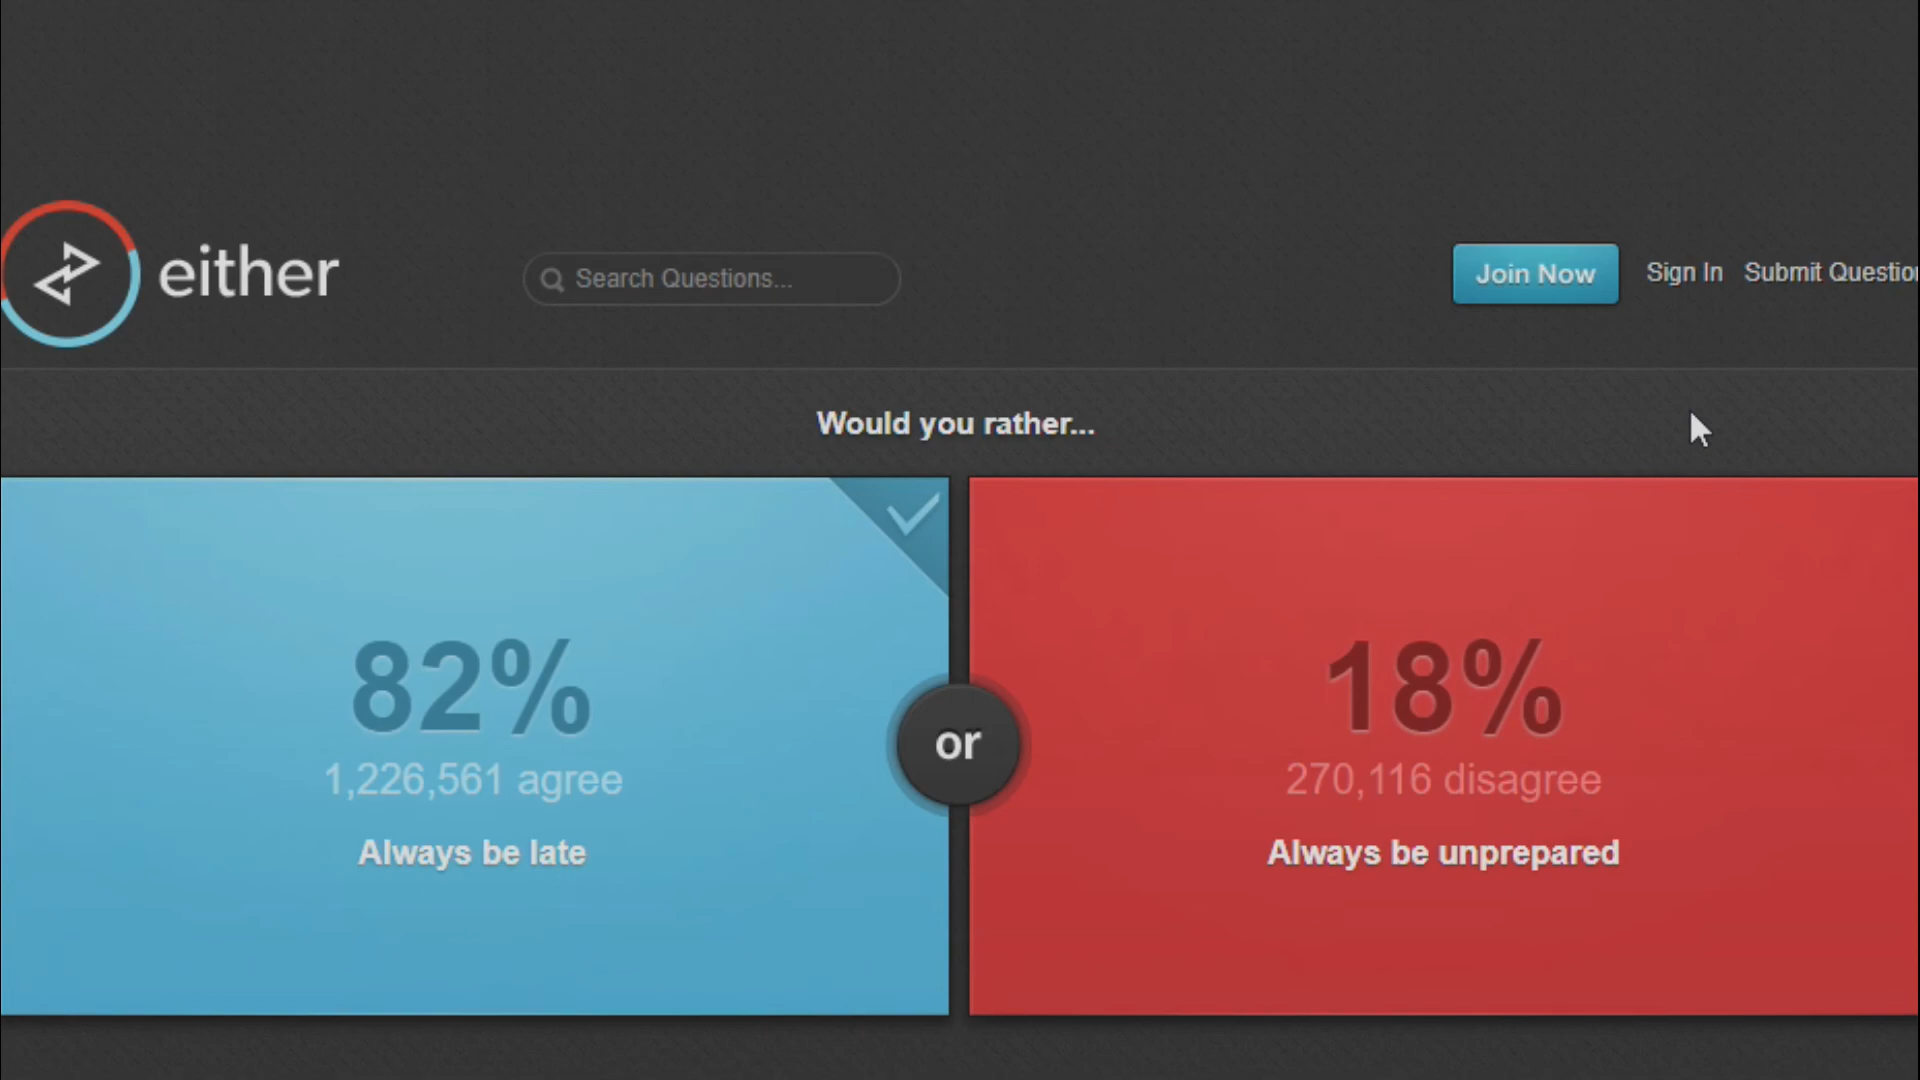 either
Search Questions...
Join Now
Sign In
Submit
Would you rather...
82%
1,226,561 agree
Always be late
or
18%
270,116 disagree
Always be unprepared